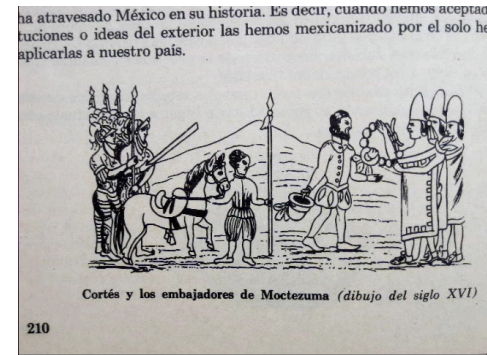 ha atravesado México en su historia. Es decir, cuando hemos aceptad
tuciones o ideas del exterior las hemos mexicanizado por el solo he
aplicarlas a nuestro país.
Cortés y los embajadores de Moctezuma (dibujo del siglo XVI)
210